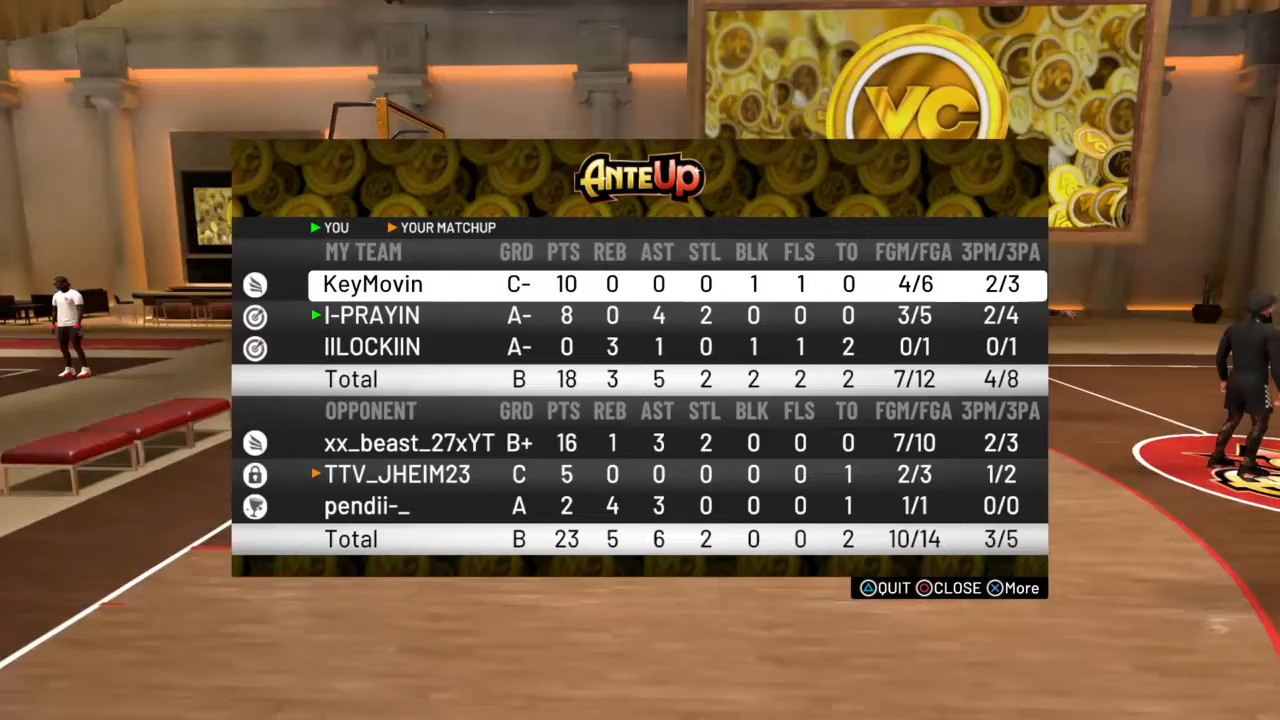 VC
ANTEUP
YOU YOUR MATCHUP
MY TEAM GRD PTS REB AST STL BLK FLS TO FGM/FGA 3PM/3PA
KeyMovin C- 10 0 0 0 1 1 0 4/6 2/3
I-PRAYIN A- 8 0 4 2 0 0 0 3/5 2/4
IILOCKIIN A- 0 3 1 0 1 1 2 0/1 0/1
Total B 18 3 5 2 2 2 2 7/12 4/8
OPPONENT GRD PTS REB AST STL BLK FLS TO FGM/FGA 3PM/3PA
xx_beast_27xYT B+ 16 1 3 2 0 0 0 7/10 2/3
TTV_JHEIM23 C 5 0 0 0 0 0 1 2/3 1/2
pendii-_ A 2 4 3 0 0 0 1 1/1 0/0
Total B 23 5 6 2 0 0 2 10/14 3/5
QUIT CLOSE More